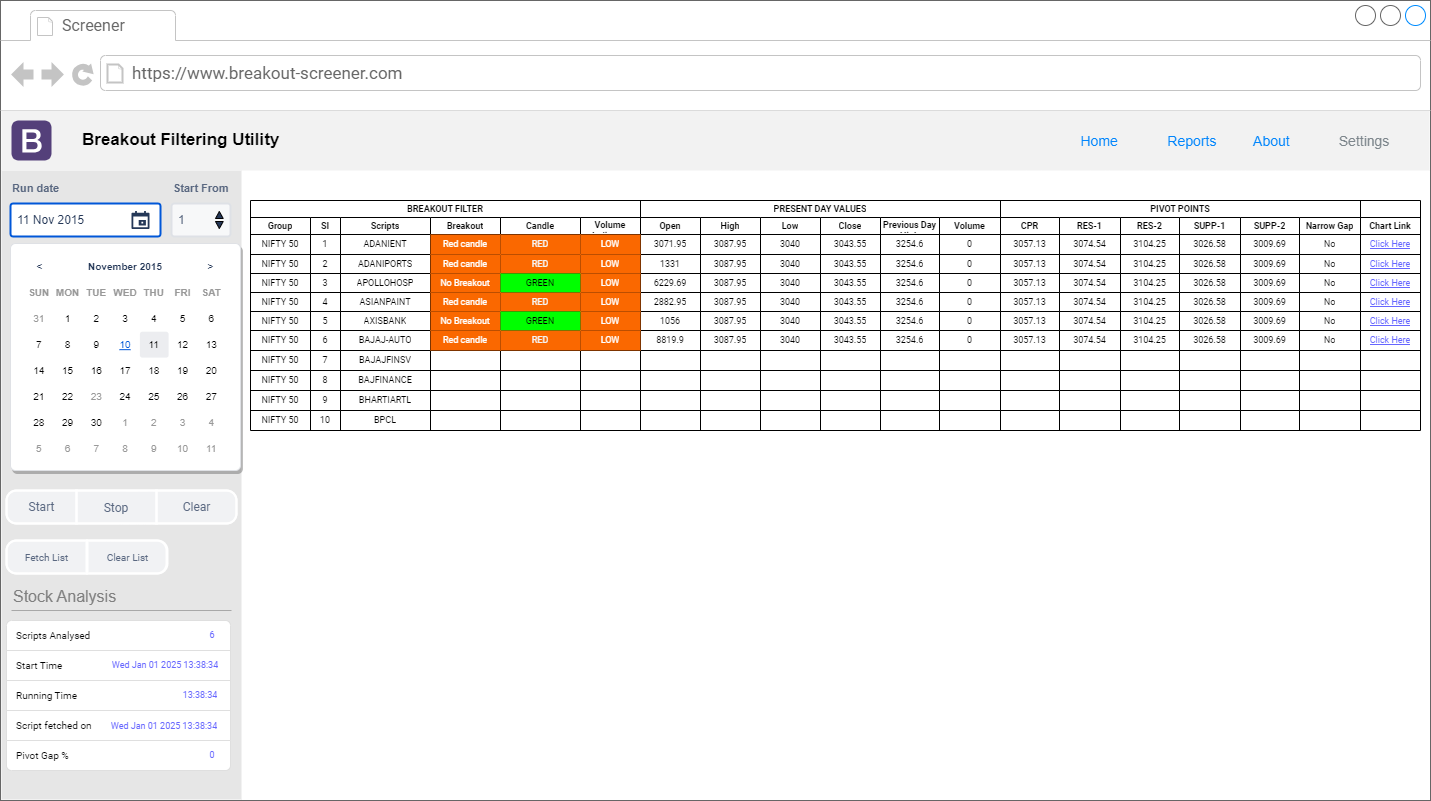 Screener
https://www.breakout-screener.com
B
Breakout Filtering Utility
Home Reports About Settings
Run date Start From
11 Nov 2015 1
< November 2015 >
SUN MON TUE WED THU FRI SAT
31 1 2 3 4 5 6
7 8 9 10 11 12 13
14 15 16 17 18 19 20
21 22 23 24 25 26 27
28 29 30 1 2 3 4
5 6 7 8 9 10 11
Start Stop Clear
Fetch List Clear List
Stock Analysis
Scripts Analysed 6
Start Time Wed Jan 01 2025 13:38:34
Running Time 13:38:34
Script fetched on Wed Jan 01 2025 13:38:34
Pivot Gap % 0
BREAKOUT FILTER PRESENT DAY VALUES PIVOT POINTS
Group Sl Scripts Breakout Candle Volume Open High Low Close Previous Day Volume CPR RES-1 RES-2 SUPP-1 SUPP-2 Narrow Gap Chart Link
NIFTY 50 1 ADANIENT Red candle RED LOW 3071.95 3087.95 3040 3043.55 3254.6 0 3057.13 3074.54 3104.25 3026.58 3009.69 No Click Here
NIFTY 50 2 ADANIPORTS Red candle RED LOW 1331 3087.95 3040 3043.55 3254.6 0 3057.13 3074.54 3104.25 3026.58 3009.69 No Click Here
NIFTY 50 3 APOLLOHOSP No Breakout GREEN LOW 6229.69 3087.95 3040 3043.55 3254.6 0 3057.13 3074.54 3104.25 3026.58 3009.69 No Click Here
NIFTY 50 4 ASIANPAINT Red candle RED LOW 2882.95 3087.95 3040 3043.55 3254.6 0 3057.13 3074.54 3104.25 3026.58 3009.69 No Click Here
NIFTY 50 5 AXISBANK No Breakout GREEN LOW 1056 3087.95 3040 3043.55 3254.6 0 3057.13 3074.54 3104.25 3026.58 3009.69 No Click Here
NIFTY 50 6 BAJAJ-AUTO Red candle RED LOW 8819.9 3087.95 3040 3043.55 3254.6 0 3057.13 3074.54 3104.25 3026.58 3009.69 No Click Here
NIFTY 50 7 BAJAJFINSV
NIFTY 50 8 BAJFINANCE
NIFTY 50 9 BHARTIARTL
NIFTY 50 10 BPCL